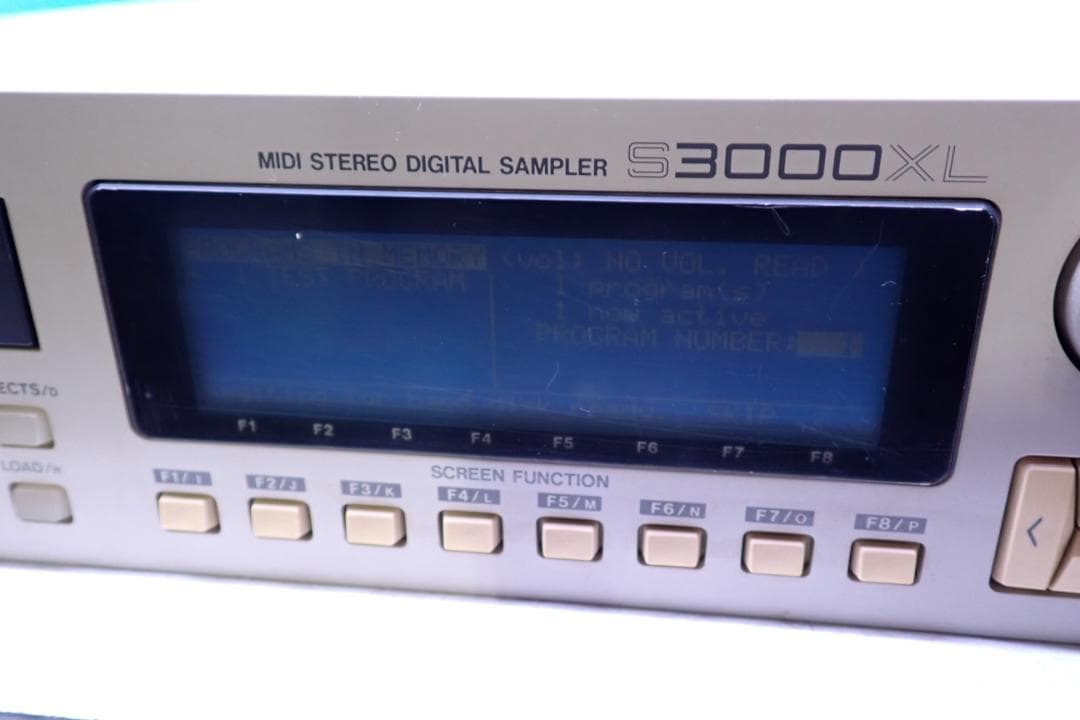 MIDI STEREO DIGITAL SAMPLER S3000XL
IN MEMORY (vol: NO VOL. READ
1 TEST PROGRAM 1 program(s)
1 now active
PROGRAM NUMBER:
F1 F2 F3 F4 F5 F6 F7 F8
SCREEN FUNCTION
ECTS/D
LOAD/H
F1/I F2/J F3/K F4/L F5/M F6/N F7/O F8/P
<